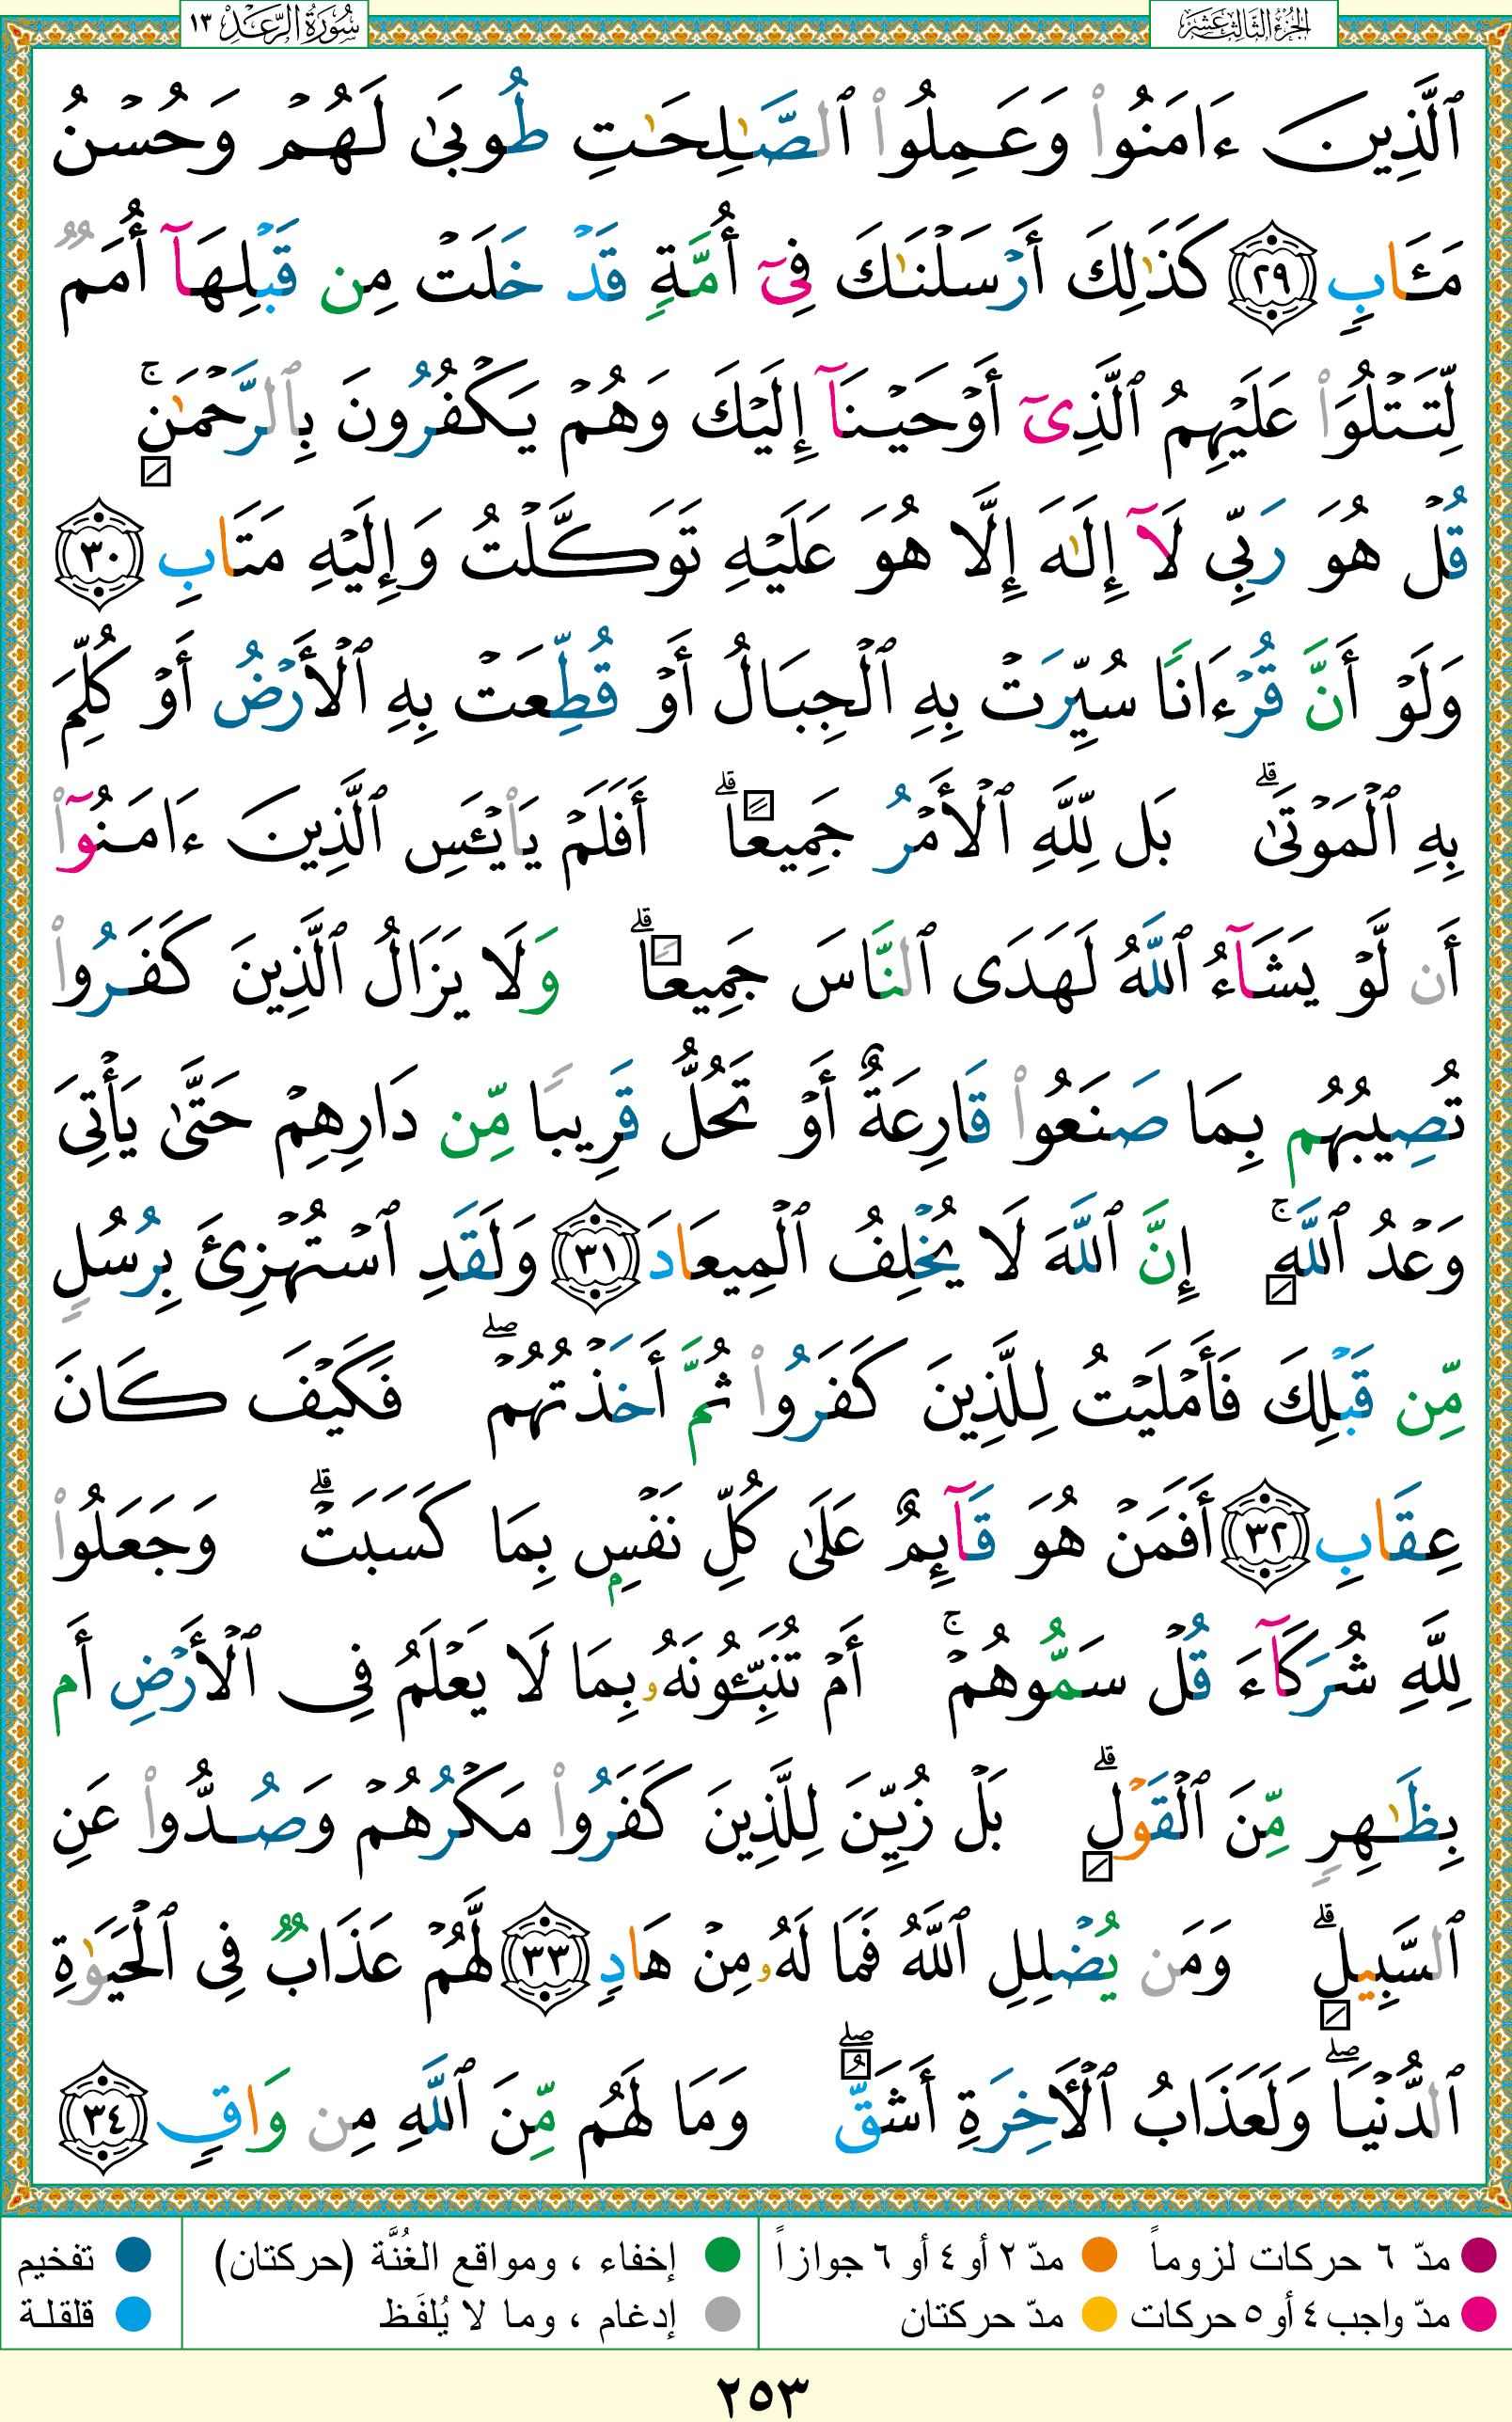 الجزء الثالث عشر
سورة الرعد ١٣
ٱلَّذِينَ ءَامَنُوا۟ وَعَمِلُوا۟ ٱلصَّـٰلِحَـٰتِ طُوبَىٰ لَهُمْ وَحُسْنُ
مَـَٔابٍ ٢٩ كَذَٰلِكَ أَرْسَلْنَـٰكَ فِىٓ أُمَّةٍ قَدْ خَلَتْ مِن قَبْلِهَآ أُمَمٌ
لِّتَتْلُوَا۟ عَلَيْهِمُ ٱلَّذِىٓ أَوْحَيْنَآ إِلَيْكَ وَهُمْ يَكْفُرُونَ بِٱلرَّحْمَـٰنِ ۚ
قُلْ هُوَ رَبِّى لَآ إِلَـٰهَ إِلَّا هُوَ عَلَيْهِ تَوَكَّلْتُ وَإِلَيْهِ مَتَابِ ٣٠
وَلَوْ أَنَّ قُرْءَانًا سُيِّرَتْ بِهِ ٱلْجِبَالُ أَوْ قُطِّعَتْ بِهِ ٱلْأَرْضُ أَوْ كُلِّمَ
بِهِ ٱلْمَوْتَىٰ ۗ بَل لِّلَّهِ ٱلْأَمْرُ جَمِيعًا ۗ أَفَلَمْ يَا۟يْـَٔسِ ٱلَّذِينَ ءَامَنُوٓا۟
أَن لَّوْ يَشَآءُ ٱللَّهُ لَهَدَى ٱلنَّاسَ جَمِيعًا ۗ وَلَا يَزَالُ ٱلَّذِينَ كَفَرُوا۟
تُصِيبُهُم بِمَا صَنَعُوا۟ قَارِعَةٌ أَوْ تَحُلُّ قَرِيبًا مِّن دَارِهِمْ حَتَّىٰ يَأْتِىَ
وَعْدُ ٱللَّهِ ۚ إِنَّ ٱللَّهَ لَا يُخْلِفُ ٱلْمِيعَادَ ٣١ وَلَقَدِ ٱسْتُهْزِئَ بِرُسُلٍ
مِّن قَبْلِكَ فَأَمْلَيْتُ لِلَّذِينَ كَفَرُوا۟ ثُمَّ أَخَذْتُهُمْ ۖ فَكَيْفَ كَانَ
عِقَابِ ٣٢ أَفَمَنْ هُوَ قَآئِمٌ عَلَىٰ كُلِّ نَفْسٍۭ بِمَا كَسَبَتْ ۗ وَجَعَلُوا۟
لِلَّهِ شُرَكَآءَ قُلْ سَمُّوهُمْ ۚ أَمْ تُنَبِّـُٔونَهُۥ بِمَا لَا يَعْلَمُ فِى ٱلْأَرْضِ أَم
بِظَـٰهِرٍ مِّنَ ٱلْقَوْلِ ۗ بَلْ زُيِّنَ لِلَّذِينَ كَفَرُوا۟ مَكْرُهُمْ وَصُدُّوا۟ عَنِ
ٱلسَّبِيلِ ۗ وَمَن يُضْلِلِ ٱللَّهُ فَمَا لَهُۥ مِنْ هَادٍ ٣٣ لَّهُمْ عَذَابٌ فِى ٱلْحَيَوٰةِ
ٱلدُّنْيَا ۖ وَلَعَذَابُ ٱلْـَٔاخِرَةِ أَشَقُّ ۖ وَمَا لَهُم مِّنَ ٱللَّهِ مِن وَاقٍ ٣٤
مدّ ٦ حركات لزوماً مدّ ٢ أو ٤ أو ٦ جوازاً إخفاء ، ومواقع الغُنَّة (حركتان) تفخيم
مدّ واجب ٤ أو ٥ حركات مدّ حركتان إدغام ، وما لا يُلفَظ قلقلة
٢٥٣